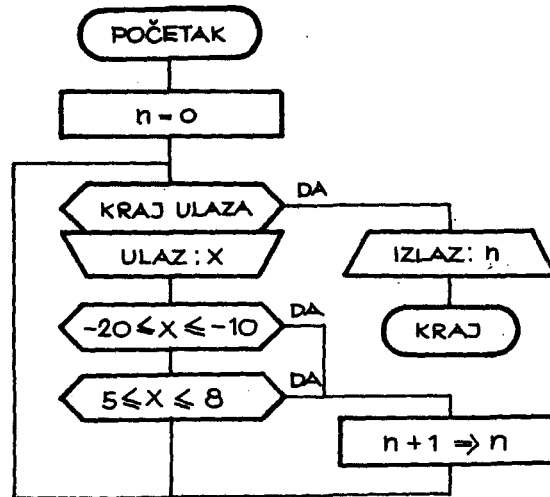 POČETAK
n = 0
KRAJ ULAZA
DA
ULAZ : X
IZLAZ: n
-20 ⩽ X ⩽ -10
DA
KRAJ
5 ⩽ X ⩽ 8
DA
n + 1 ⇒ n